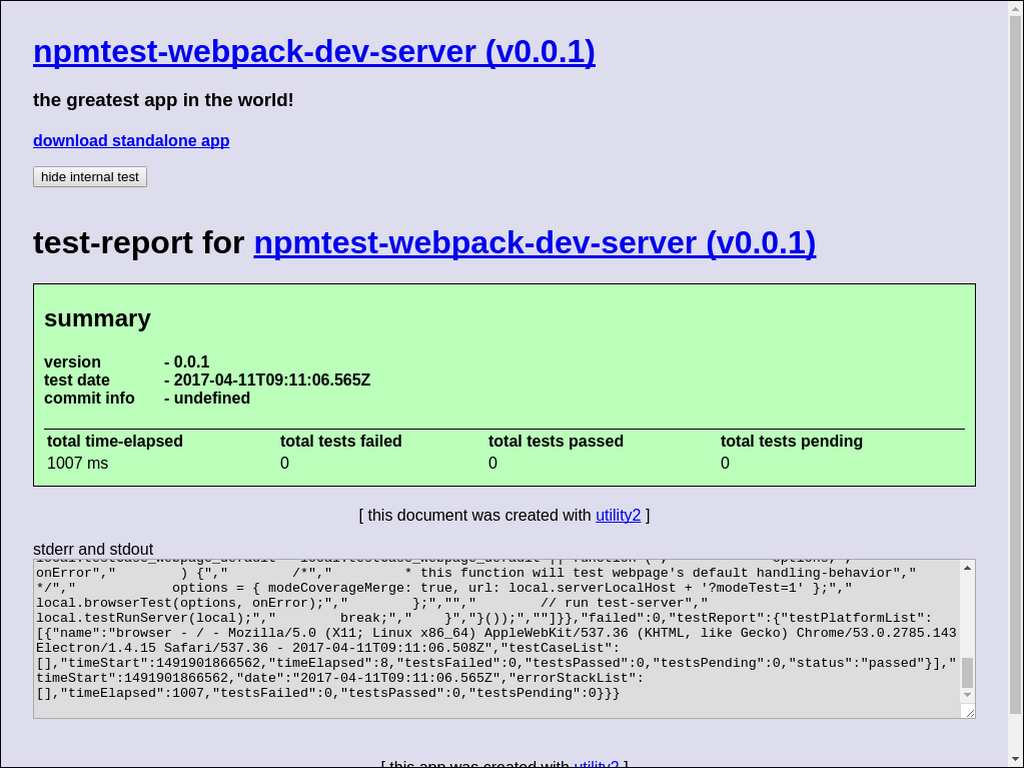 npmtest-webpack-dev-server (v0.0.1)
the greatest app in the world!
download standalone app
hide internal test
test-report for npmtest-webpack-dev-server (v0.0.1)
summary
version - 0.0.1
test date - 2017-04-11T09:11:06.565Z
commit info - undefined
total time-elapsed total tests failed total tests passed total tests pending
1007 ms 0 0 0
[ this document was created with utility2 ]
stderr and stdout
onError","        ) {","        /*","         * this function will test webpage's default handling-behavior","
*/","            options = { modeCoverageMerge: true, url: local.serverLocalHost + '?modeTest=1' };","
local.browserTest(options, onError);","        };",""," // run test-server","
local.testRunServer(local);","        break;","    }","}());",""]}},"failed":0,"testReport":{"testPlatformList":
[{"name":"browser - / - Mozilla/5.0 (X11; Linux x86_64) AppleWebKit/537.36 (KHTML, like Gecko) Chrome/53.0.2785.143
Electron/1.4.15 Safari/537.36 - 2017-04-11T09:11:06.508Z","testCaseList":
[],"timeStart":1491901866562,"timeElapsed":8,"testsFailed":0,"testsPassed":0,"testsPending":0,"status":"passed"}],"
timeStart":1491901866562,"date":"2017-04-11T09:11:06.565Z","errorStackList":
[],"timeElapsed":1007,"testsFailed":0,"testsPassed":0,"testsPending":0}}}
[ this app was created with utility2 ]